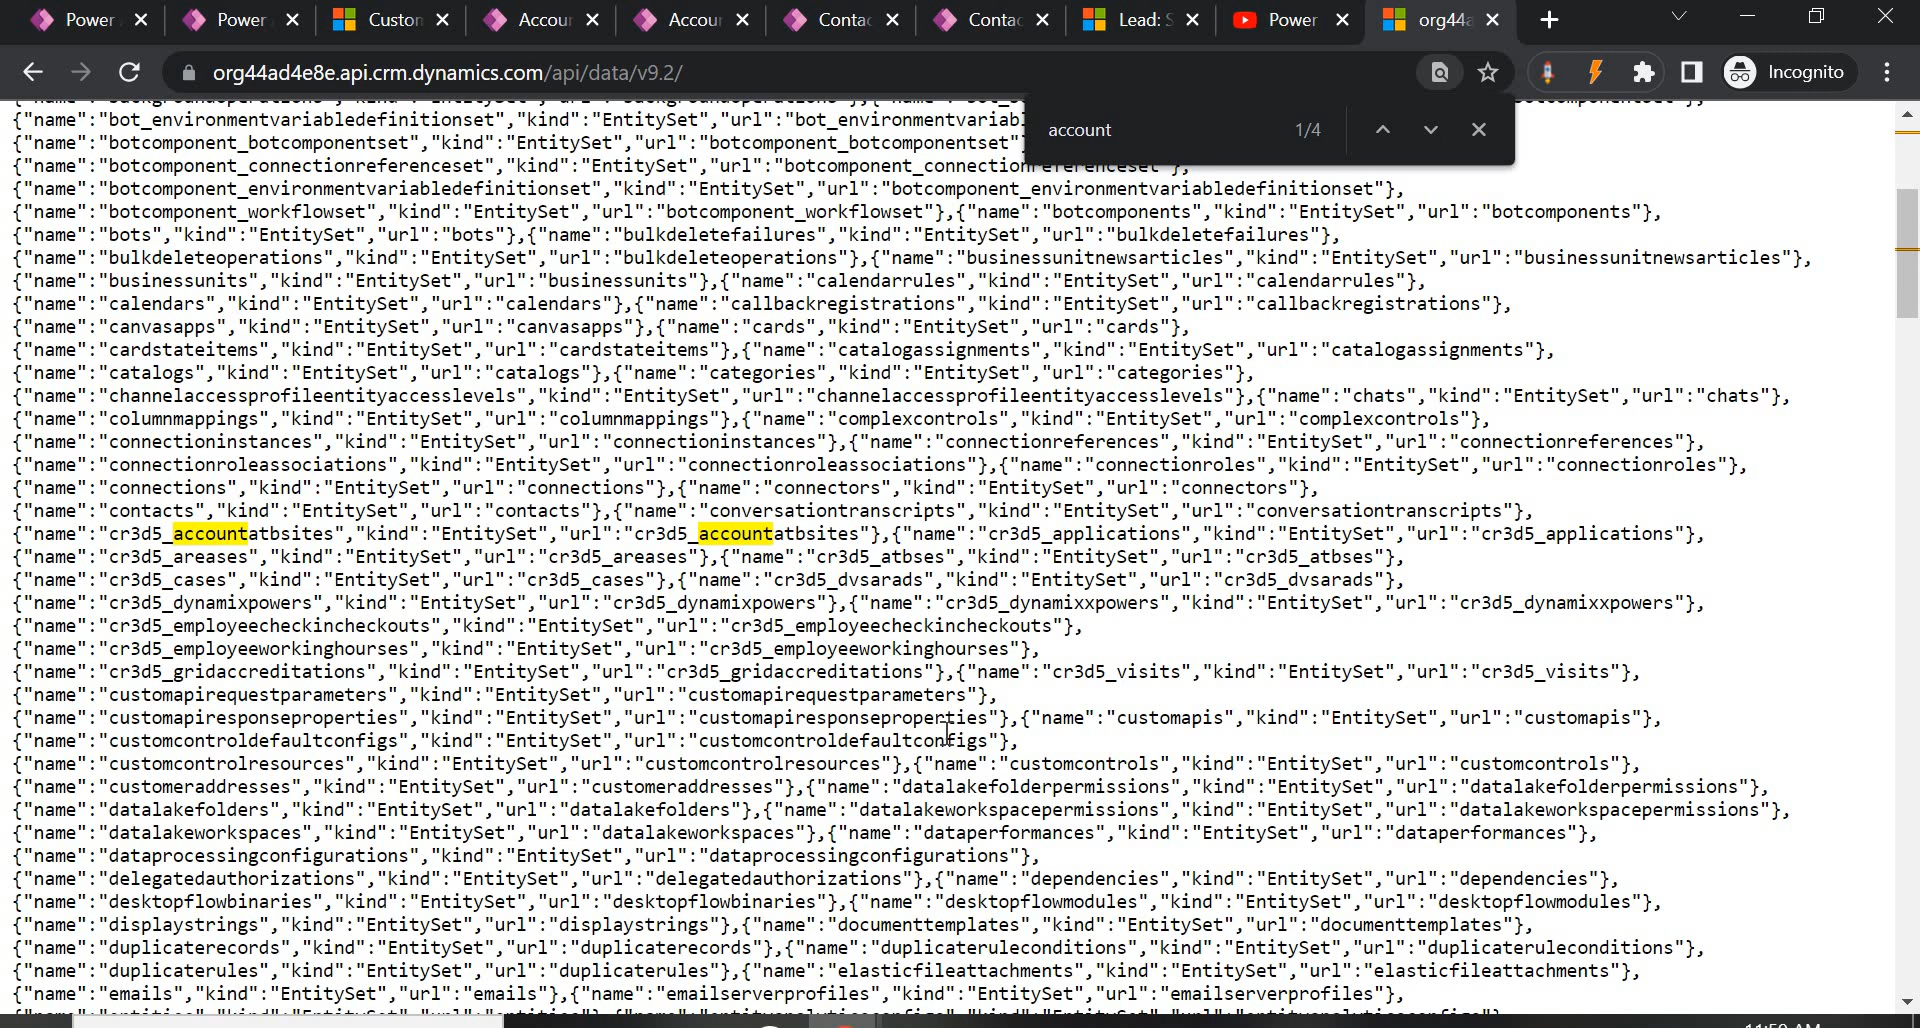 Power
Power
Custom
Accour
Accour
Contac
Contac
Lead: S
Power
org44a
org44ad4e8e.api.crm.dynamics.com/api/data/v9.2/
Incognito
account
1/4
{"name":"bot_environmentvariabledefinitionset","kind":"EntitySet","url":"bot_environmentvariabl
{"name":"botcomponent_botcomponentset","kind":"EntitySet","url":"botcomponent_botcomponentset"
{"name":"botcomponent_connectionreferenceset","kind":"EntitySet","url":"botcomponent_connectionreferenceset"},
{"name":"botcomponent_environmentvariabledefinitionset","kind":"EntitySet","url":"botcomponent_environmentvariabledefinitionset"},
{"name":"botcomponent_workflowset","kind":"EntitySet","url":"botcomponent_workflowset"},{"name":"botcomponents","kind":"EntitySet","url":"botcomponents"},
{"name":"bots","kind":"EntitySet","url":"bots"},{"name":"bulkdeletefailures","kind":"EntitySet","url":"bulkdeletefailures"},
{"name":"bulkdeleteoperations","kind":"EntitySet","url":"bulkdeleteoperations"},{"name":"businessunitnewsarticles","kind":"EntitySet","url":"businessunitnewsarticles"},
{"name":"businessunits","kind":"EntitySet","url":"businessunits"},{"name":"calendarrules","kind":"EntitySet","url":"calendarrules"},
{"name":"calendars","kind":"EntitySet","url":"calendars"},{"name":"callbackregistrations","kind":"EntitySet","url":"callbackregistrations"},
{"name":"canvasapps","kind":"EntitySet","url":"canvasapps"},{"name":"cards","kind":"EntitySet","url":"cards"},
{"name":"cardstateitems","kind":"EntitySet","url":"cardstateitems"},{"name":"catalogassignments","kind":"EntitySet","url":"catalogassignments"},
{"name":"catalogs","kind":"EntitySet","url":"catalogs"},{"name":"categories","kind":"EntitySet","url":"categories"},
{"name":"channelaccessprofileentityaccesslevels","kind":"EntitySet","url":"channelaccessprofileentityaccesslevels"},{"name":"chats","kind":"EntitySet","url":"chats"},
{"name":"columnmappings","kind":"EntitySet","url":"columnmappings"},{"name":"complexcontrols","kind":"EntitySet","url":"complexcontrols"},
{"name":"connectioninstances","kind":"EntitySet","url":"connectioninstances"},{"name":"connectionreferences","kind":"EntitySet","url":"connectionreferences"},
{"name":"connectionroleassociations","kind":"EntitySet","url":"connectionroleassociations"},{"name":"connectionroles","kind":"EntitySet","url":"connectionroles"},
{"name":"connections","kind":"EntitySet","url":"connections"},{"name":"connectors","kind":"EntitySet","url":"connectors"},
{"name":"contacts","kind":"EntitySet","url":"contacts"},{"name":"conversationtranscripts","kind":"EntitySet","url":"conversationtranscripts"},
{"name":"cr3d5_accountatbsites","kind":"EntitySet","url":"cr3d5_accountatbsites"},{"name":"cr3d5_applications","kind":"EntitySet","url":"cr3d5_applications"},
{"name":"cr3d5_areases","kind":"EntitySet","url":"cr3d5_areases"},{"name":"cr3d5_atbses","kind":"EntitySet","url":"cr3d5_atbses"},
{"name":"cr3d5_cases","kind":"EntitySet","url":"cr3d5_cases"},{"name":"cr3d5_dvsarads","kind":"EntitySet","url":"cr3d5_dvsarads"},
{"name":"cr3d5_dynamixpowers","kind":"EntitySet","url":"cr3d5_dynamixpowers"},{"name":"cr3d5_dynamixxpowers","kind":"EntitySet","url":"cr3d5_dynamixxpowers"},
{"name":"cr3d5_employeecheckincheckouts","kind":"EntitySet","url":"cr3d5_employeecheckincheckouts"},
{"name":"cr3d5_employeeworkinghourses","kind":"EntitySet","url":"cr3d5_employeeworkinghourses"},
{"name":"cr3d5_gridaccreditations","kind":"EntitySet","url":"cr3d5_gridaccreditations"},{"name":"cr3d5_visits","kind":"EntitySet","url":"cr3d5_visits"},
{"name":"customapirequestparameters","kind":"EntitySet","url":"customapirequestparameters"},
{"name":"customapiresponseproperties","kind":"EntitySet","url":"customapiresponseproperties"},{"name":"customapis","kind":"EntitySet","url":"customapis"},
{"name":"customcontroldefaultconfigs","kind":"EntitySet","url":"customcontroldefaultconfigs"},
{"name":"customcontrolresources","kind":"EntitySet","url":"customcontrolresources"},{"name":"customcontrols","kind":"EntitySet","url":"customcontrols"},
{"name":"customeraddresses","kind":"EntitySet","url":"customeraddresses"},{"name":"datalakefolderpermissions","kind":"EntitySet","url":"datalakefolderpermissions"},
{"name":"datalakefolders","kind":"EntitySet","url":"datalakefolders"},{"name":"datalakeworkspacepermissions","kind":"EntitySet","url":"datalakeworkspacepermissions"},
{"name":"datalakeworkspaces","kind":"EntitySet","url":"datalakeworkspaces"},{"name":"dataperformances","kind":"EntitySet","url":"dataperformances"},
{"name":"dataprocessingconfigurations","kind":"EntitySet","url":"dataprocessingconfigurations"},
{"name":"delegatedauthorizations","kind":"EntitySet","url":"delegatedauthorizations"},{"name":"dependencies","kind":"EntitySet","url":"dependencies"},
{"name":"desktopflowbinaries","kind":"EntitySet","url":"desktopflowbinaries"},{"name":"desktopflowmodules","kind":"EntitySet","url":"desktopflowmodules"},
{"name":"displaystrings","kind":"EntitySet","url":"displaystrings"},{"name":"documenttemplates","kind":"EntitySet","url":"documenttemplates"},
{"name":"duplicaterecords","kind":"EntitySet","url":"duplicaterecords"},{"name":"duplicateruleconditions","kind":"EntitySet","url":"duplicateruleconditions"},
{"name":"duplicaterules","kind":"EntitySet","url":"duplicaterules"},{"name":"elasticfileattachments","kind":"EntitySet","url":"elasticfileattachments"},
{"name":"emails","kind":"EntitySet","url":"emails"},{"name":"emailserverprofiles","kind":"EntitySet","url":"emailserverprofiles"},